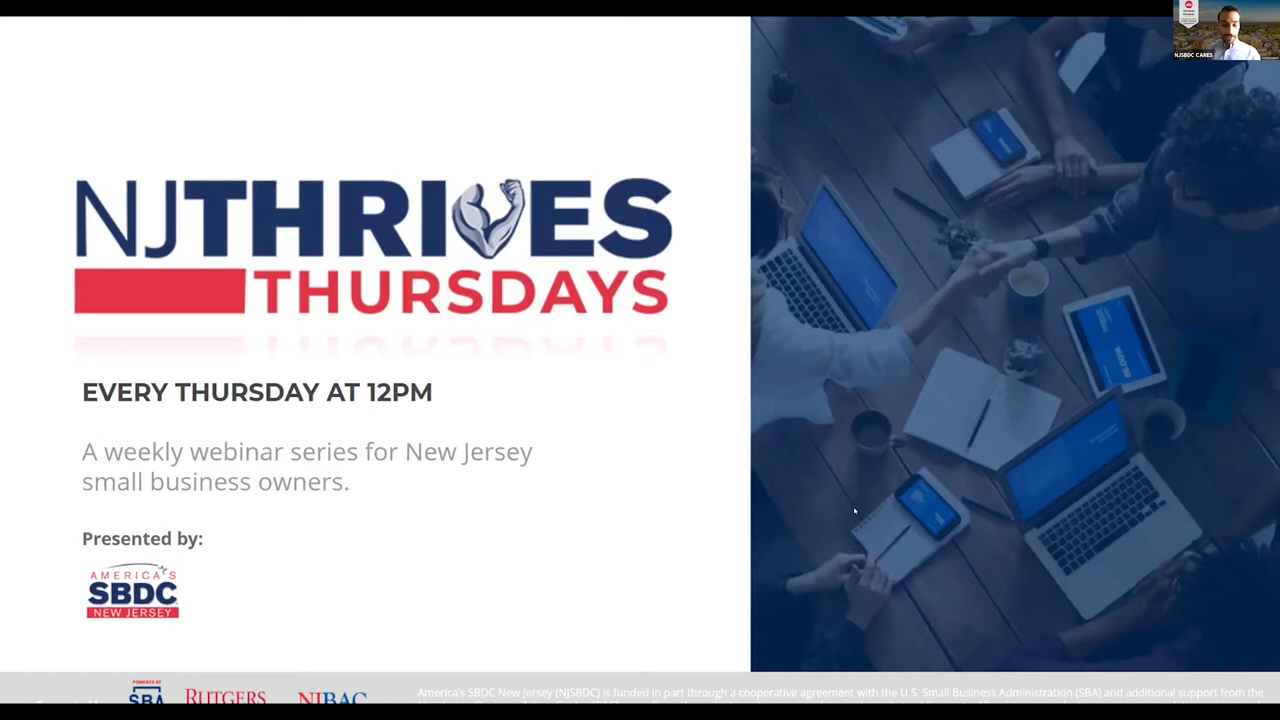 NJTHRIVES
THURSDAYS
EVERY THURSDAY AT 12PM
A weekly webinar series for New Jersey
small business owners.
Presented by:
AMERICA'S
SBDC
NEW JERSEY
NJSBDC CARES
POWERED BY
SBA
RUTGERS
NJBAC
America's SBDC New Jersey (NJSBDC) is funded in part through a cooperative agreement with the U.S. Small Business Administration (SBA) and additional support from the